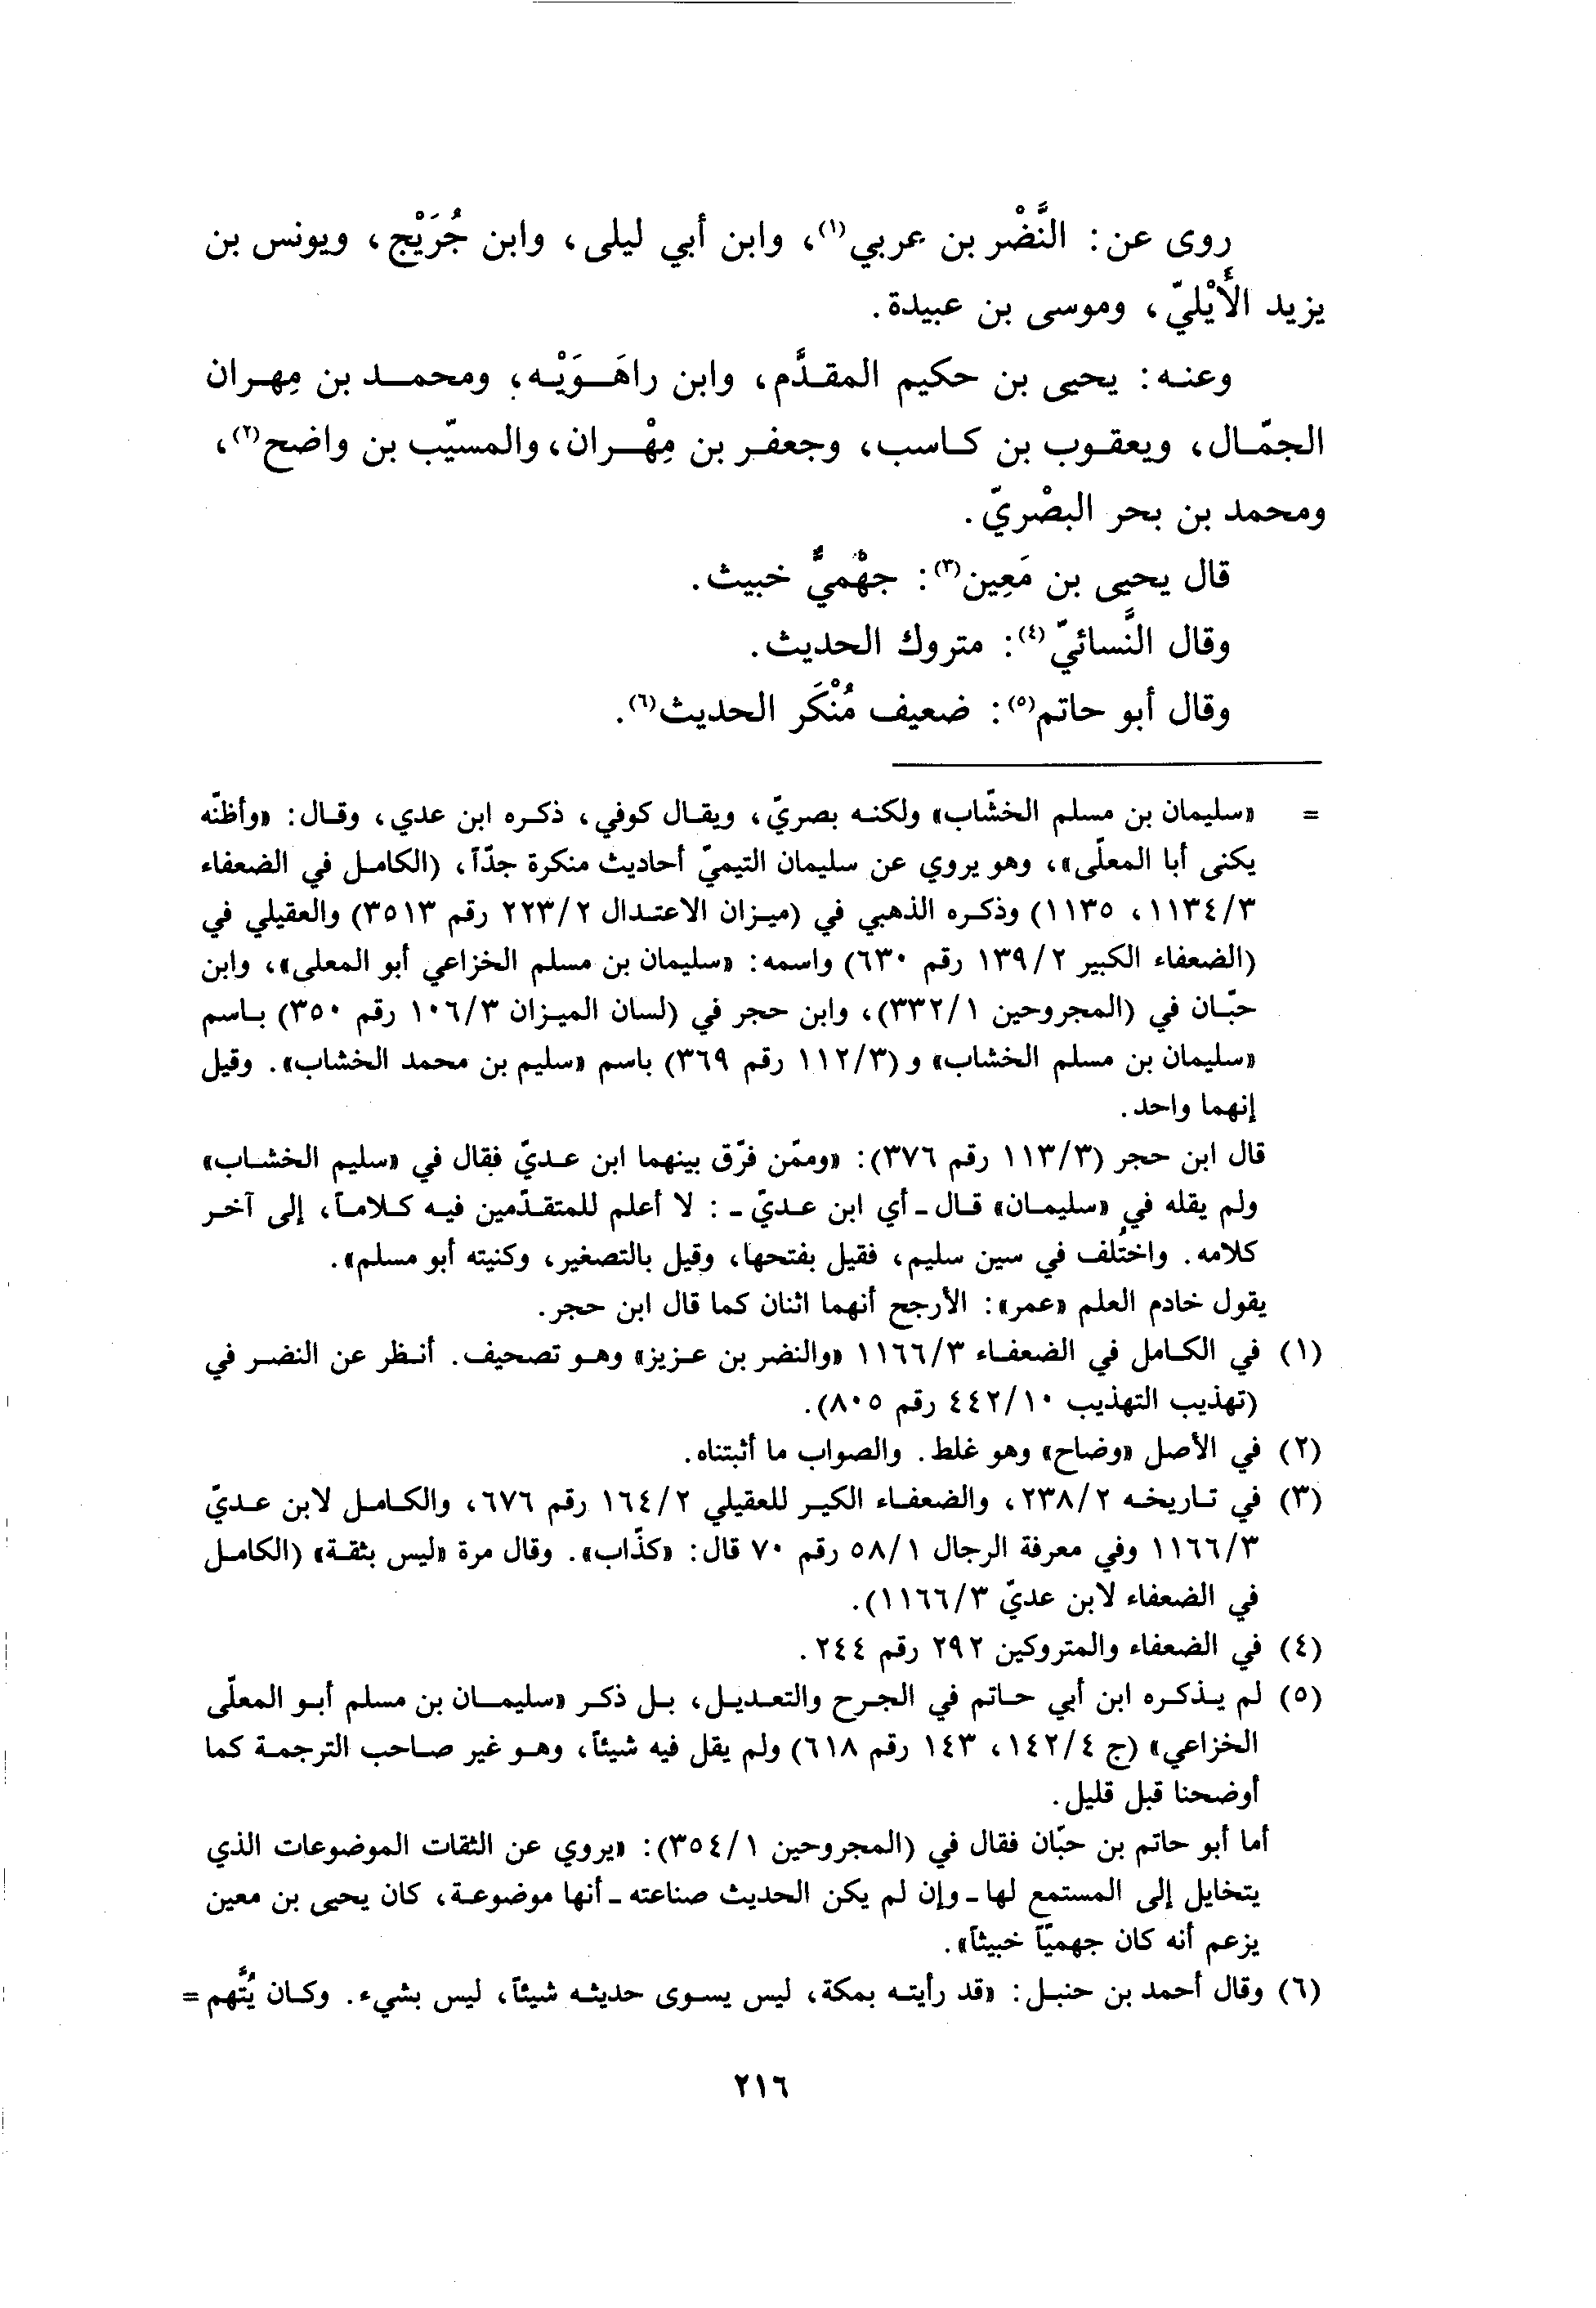 روى عن: النَّضْر بن عربي(١)، وابن أبي ليلى، وابن جُرَيْج، ويونس بن
يزيد الأَيْليّ، وموسى بن عبيدة.
وعنه: يحيى بن حكيم المقدَّم، وابن راهَوَيْه، ومحمد بن مِهران
الجمّال، ويعقوب بن كاسب، وجعفر بن مِهْران، والمسيّب بن واضح(٢)،
ومحمد بن بحر البصْريّ.
قال يحيى بن مَعِين(٣): جهْميٌّ خبيث.
وقال النَّسائيّ(٤): متروك الحديث.
وقال أبو حاتم(٥): ضعيف مُنْكَر الحديث(٦).
= «سليمان بن مسلم الخشّاب» ولكنه بصريّ، ويقال كوفي، ذكره ابن عدي، وقال: «وأظنّه
يكنى أبا المعلّى»، وهو يروي عن سليمان التيميّ أحاديث منكرة جدّاً، (الكامل في الضعفاء
٣/١١٣٤، ١١٣٥) وذكره الذهبي في (ميزان الاعتدال ٢/٢٢٣ رقم ٣٥١٣) والعقيلي في
(الضعفاء الكبير ٢/١٣٩ رقم ٦٣٠) واسمه: «سليمان بن مسلم الخزاعي أبو المعلى»، وابن
حبّان في (المجروحين ١/٣٣٢)، وابن حجر في (لسان الميزان ٣/١٠٦ رقم ٣٥٠) باسم
«سليمان بن مسلم الخشاب» و (٣/١١٢ رقم ٣٦٩) باسم «سليم بن محمد الخشاب». وقيل
إنهما واحد.
قال ابن حجر (٣/١١٣ رقم ٣٧٦): «وممّن فرّق بينهما ابن عديّ فقال في «سليم الخشاب»
ولم يقله في «سليمان» قال - أي ابن عديّ - : لا أعلم للمتقدّمين فيه كلاماً، إلى آخر
كلامه. واختُلف في سين سليم، فقيل بفتحها، وقيل بالتصغير، وكنيته أبو مسلم».
يقول خادم العلم «عمر»: الأرجح أنهما اثنان كما قال ابن حجر.
(١) في الكامل في الضعفاء ٣/١١٦٦ «والنضر بن عزيز» وهو تصحيف. أنظر عن النضر في
(تهذيب التهذيب ١٠/٤٤٢ رقم ٨٠٥).
(٢) في الأصل «وضاح» وهو غلط. والصواب ما أثبتناه.
(٣) في تاريخه ٢/٢٣٨، والضعفاء الكير للعقيلي ٢/١٦٤ رقم ٦٧٦، والكامل لابن عديّ
٣/١١٦٦ وفي معرفة الرجال ١/٥٨ رقم ٧٠ قال: «كذّاب». وقال مرة «ليس بثقة» (الكامل
في الضعفاء لابن عديّ ٣/١١٦٦).
(٤) في الضعفاء والمتروكين ٢٩٢ رقم ٢٤٤.
(٥) لم يذكره ابن أبي حاتم في الجرح والتعديل، بل ذكر «سليمان بن مسلم أبو المعلّى
الخزاعي» (ج ٤/١٤٢، ١٤٣ رقم ٦١٨) ولم يقل فيه شيئاً، وهو غير صاحب الترجمة كما
أوضحنا قبل قليل.
أما أبو حاتم بن حبّان فقال في (المجروحين ١/٣٥٤): «يروي عن الثقات الموضوعات الذي
يتخايل إلى المستمع لها - وإن لم يكن الحديث صناعته - أنها موضوعة، كان يحيى بن معين
يزعم أنه كان جهميّاً خبيثاً».
(٦) وقال أحمد بن حنبل: «قد رأيته بمكة، ليس يسوى حديثه شيئاً، ليس بشيء. وكان يُتَّهم =
٢١٦